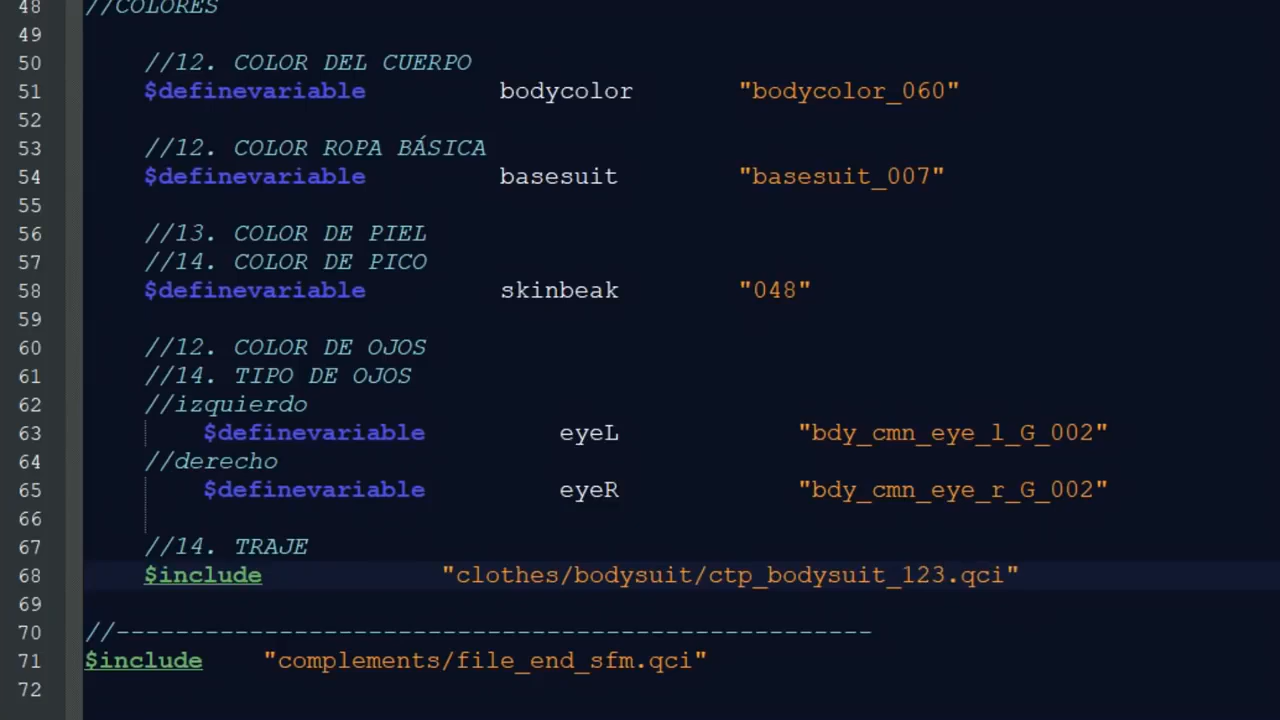 48 //COLORES
49
50 //12. COLOR DEL CUERPO
51 $definevariable bodycolor "bodycolor_060"
52
53 //12. COLOR ROPA BÁSICA
54 $definevariable basesuit "basesuit_007"
55
56 //13. COLOR DE PIEL
57 //14. COLOR DE PICO
58 $definevariable skinbeak "048"
59
60 //12. COLOR DE OJOS
61 //14. TIPO DE OJOS
62 //izquierdo
63 $definevariable eyeL "bdy_cmn_eye_l_G_002"
64 //derecho
65 $definevariable eyeR "bdy_cmn_eye_r_G_002"
66
67 //14. TRAJE
68 $include "clothes/bodysuit/ctp_bodysuit_123.qci"
69
70 //---------------------------------------------------
71 $include "complements/file_end_sfm.qci"
72